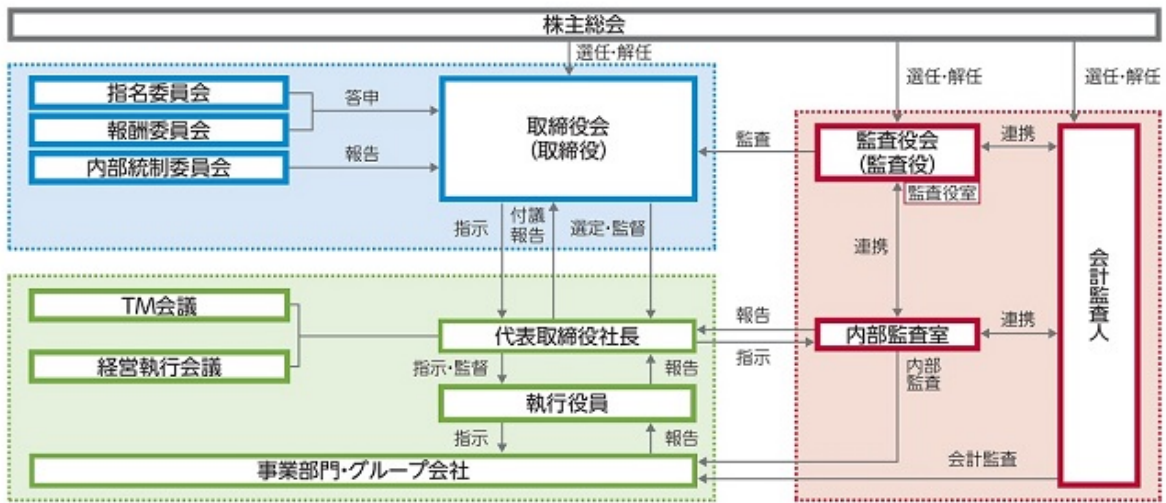 株主総会
選任・解任
選任・解任
選任・解任
指名委員会
答申
報酬委員会
内部統制委員会
報告
取締役会
(取締役)
監査
監査役会
(監査役)
監査役室
連携
連携
会計監査人
指示
付議
報告
選定・監督
TM会議
経営執行会議
代表取締役社長
報告
指示
内部監査室
連携
内部
監査
指示・監督
報告
執行役員
指示
報告
事業部門・グループ会社
会計監査